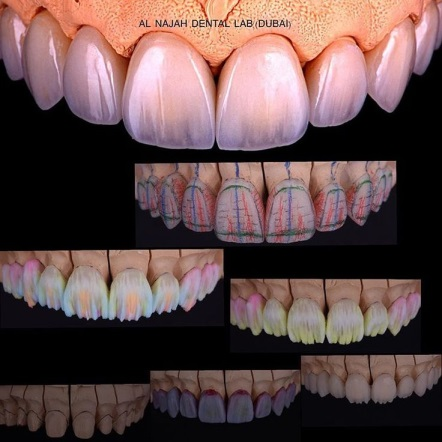 AL NAJAH DENTAL LAB ( DUBAI )